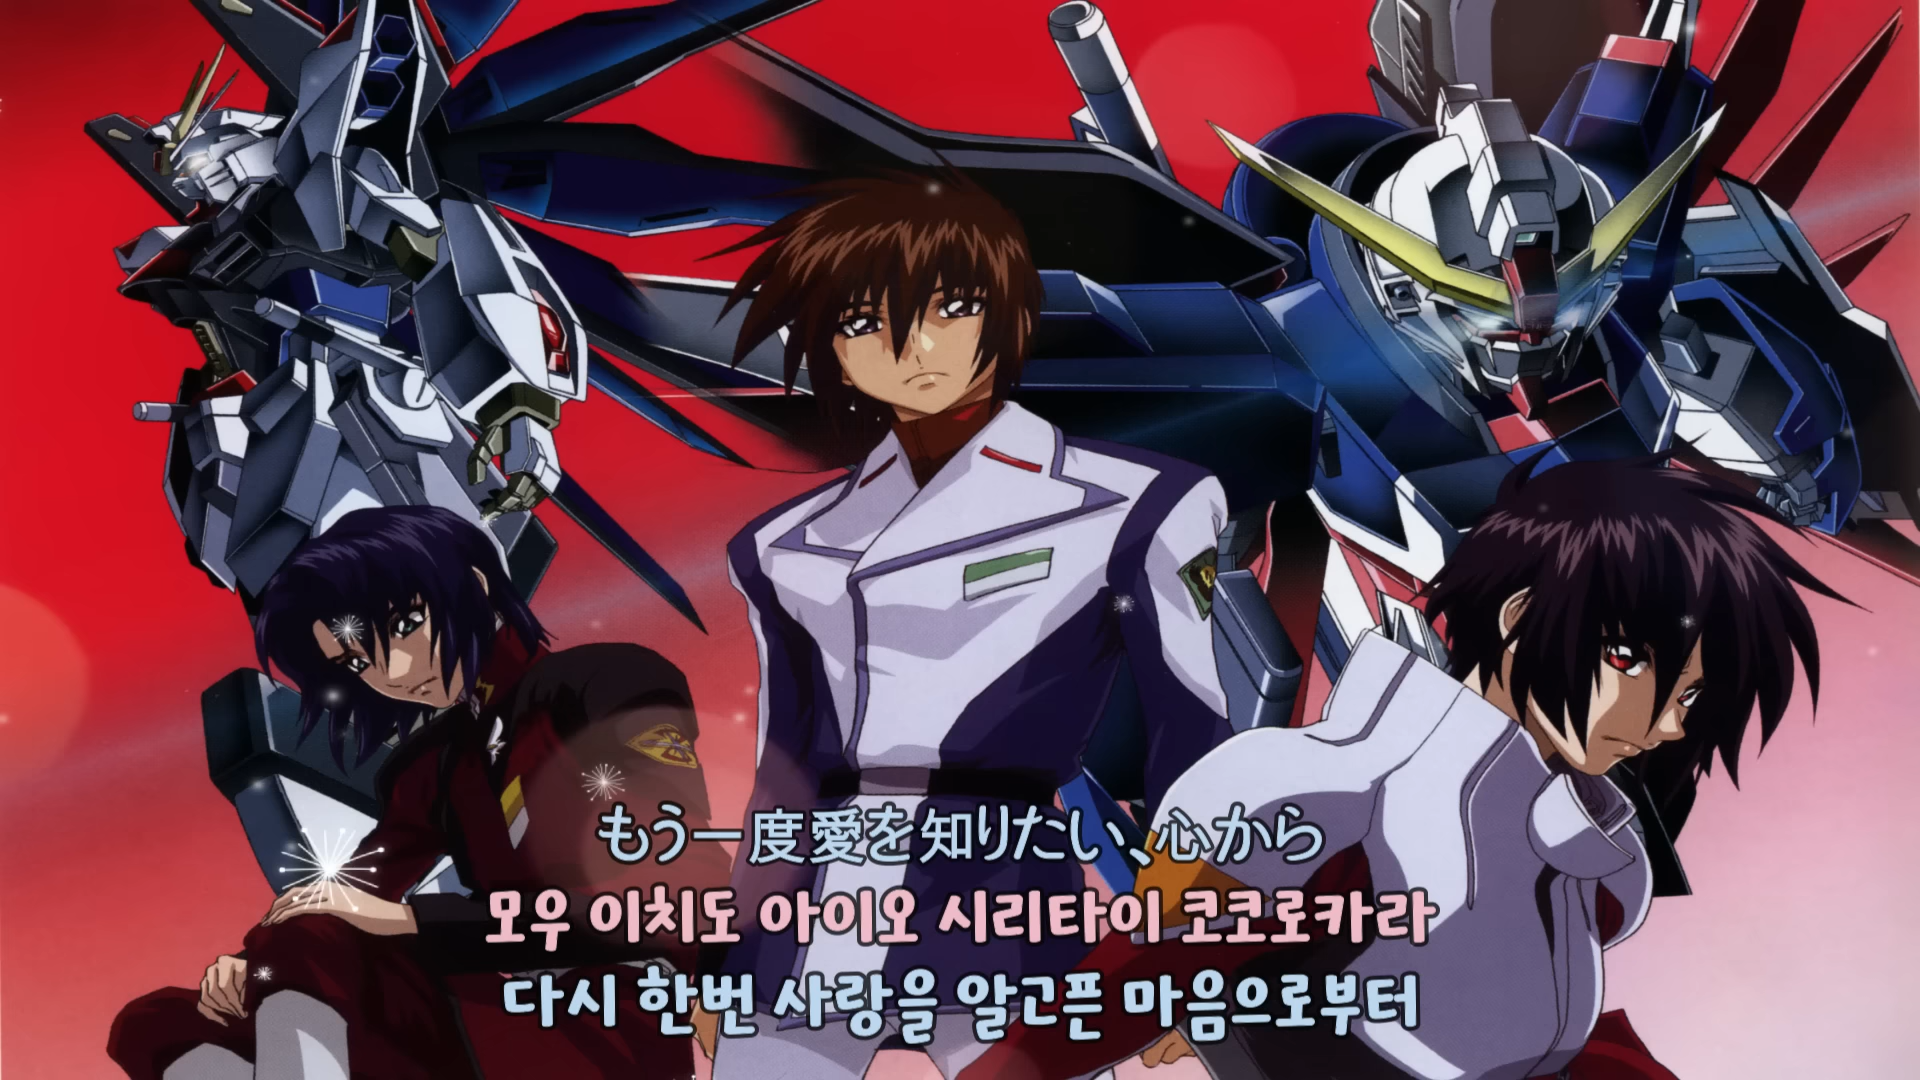 もう一度愛を知りたい、心から
모우 이치도 아이오 시리타이 코코로카라
다시 한번 사랑을 알고픈 마음으로부터